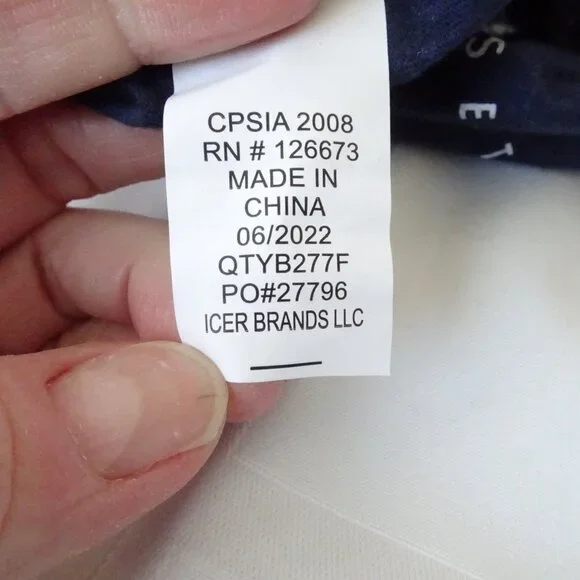 CPSIA 2008
RN # 126673
MADE IN
CHINA
06/2022
QTYB277F
PO#27796
ICER BRANDS LLC
S
E T